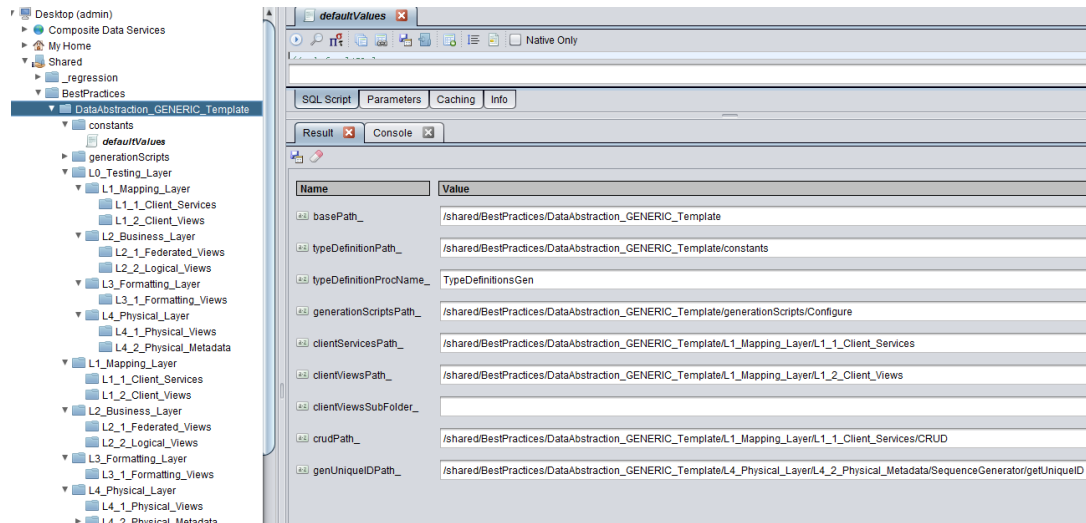 Desktop (admin)
Composite Data Services
My Home
Shared
_regression
BestPractices
DataAbstraction_GENERIC_Template
constants
defaultValues
generationScripts
L0_Testing_Layer
L1_Mapping_Layer
L1_1_Client_Services
L1_2_Client_Views
L2_Business_Layer
L2_1_Federated_Views
L2_2_Logical_Views
L3_Formatting_Layer
L3_1_Formatting_Views
L4_Physical_Layer
L4_1_Physical_Views
L4_2_Physical_Metadata
L1_Mapping_Layer
L1_1_Client_Services
L1_2_Client_Views
L2_Business_Layer
L2_1_Federated_Views
L2_2_Logical_Views
L3_Formatting_Layer
L3_1_Formatting_Views
L4_Physical_Layer
L4_1_Physical_Views
L4_2_Physical_Metadata
defaultValues
Native Only
SQL Script Parameters Caching Info
Result Console
Name Value
basePath_ /shared/BestPractices/DataAbstraction_GENERIC_Template
typeDefinitionPath_ /shared/BestPractices/DataAbstraction_GENERIC_Template/constants
typeDefinitionProcName_ TypeDefinitionsGen
generationScriptsPath_ /shared/BestPractices/DataAbstraction_GENERIC_Template/generationScripts/Configure
clientServicesPath_ /shared/BestPractices/DataAbstraction_GENERIC_Template/L1_Mapping_Layer/L1_1_Client_Services
clientViewsPath_ /shared/BestPractices/DataAbstraction_GENERIC_Template/L1_Mapping_Layer/L1_2_Client_Views
clientViewsSubFolder_
crudPath_ /shared/BestPractices/DataAbstraction_GENERIC_Template/L1_Mapping_Layer/L1_1_Client_Services/CRUD
genUniqueIDPath_ /shared/BestPractices/DataAbstraction_GENERIC_Template/L4_Physical_Layer/L4_2_Physical_Metadata/SequenceGenerator/getUniqueID